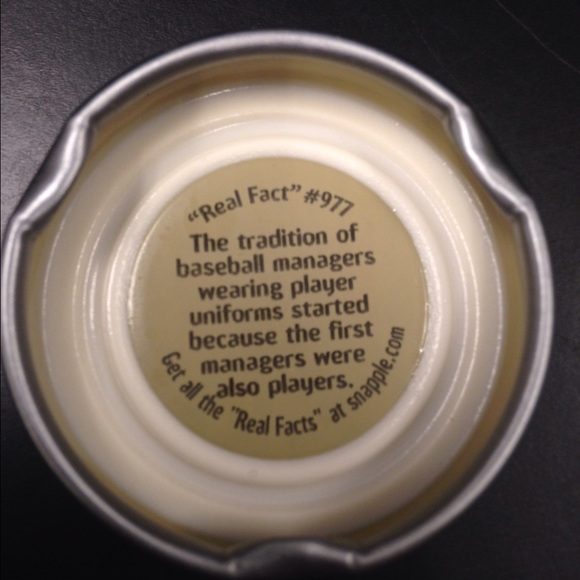 "Real Fact" #977
The tradition of
baseball managers
wearing player
uniforms started
because the first
managers were
also players.
Get all the "Real Facts" at snapple.com